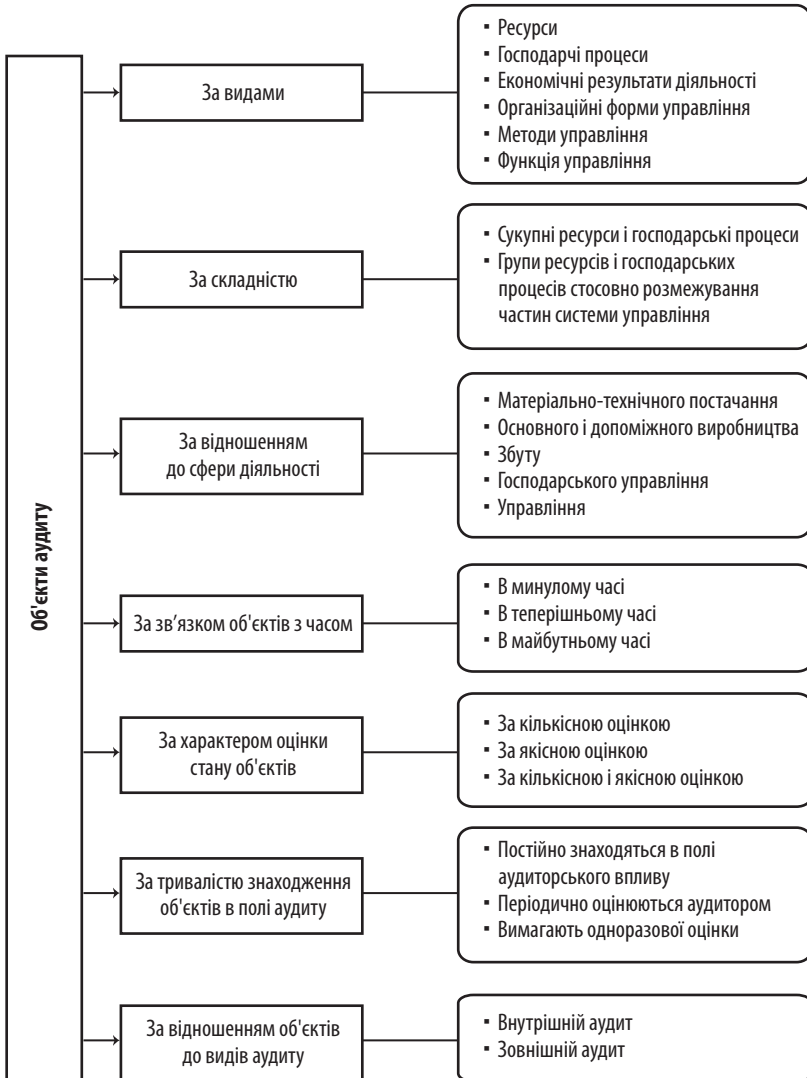 Об'єкти аудиту
За видами
▪ Ресурси
▪ Господарчі процеси
▪ Економічні результати діяльності
▪ Організаційні форми управління
▪ Методи управління
▪ Функція управління
За складністю
▪ Сукупні ресурси і господарські процеси
▪ Групи ресурсів і господарських
процесів стосовно розмежування
частин системи управління
За відношенням
до сфери діяльності
▪ Матеріально-технічного постачання
▪ Основного і допоміжного виробництва
▪ Збуту
▪ Господарського управління
▪ Управління
За зв’язком об'єктів з часом
▪ В минулому часі
▪ В теперішньому часі
▪ В майбутньому часі
За характером оцінки
стану об'єктів
▪ За кількісною оцінкою
▪ За якісною оцінкою
▪ За кількісною і якісною оцінкою
За тривалістю знаходження
об'єктів в полі аудиту
▪ Постійно знаходяться в полі
аудиторського впливу
▪ Періодично оцінюються аудитором
▪ Вимагають одноразової оцінки
За відношенням об'єктів
до видів аудиту
▪ Внутрішній аудит
▪ Зовнішній аудит